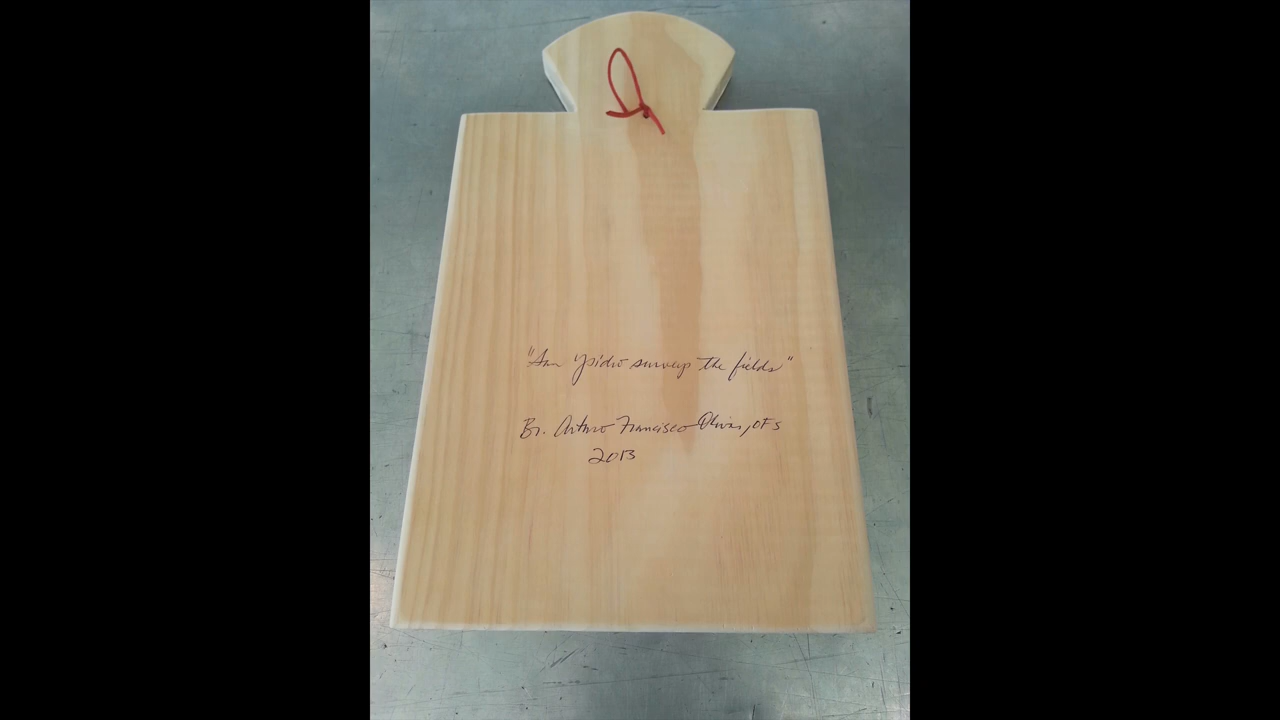 "San Ysidro surveys the fields"
Br. Arturo Francisco Olivas, OFS
2013